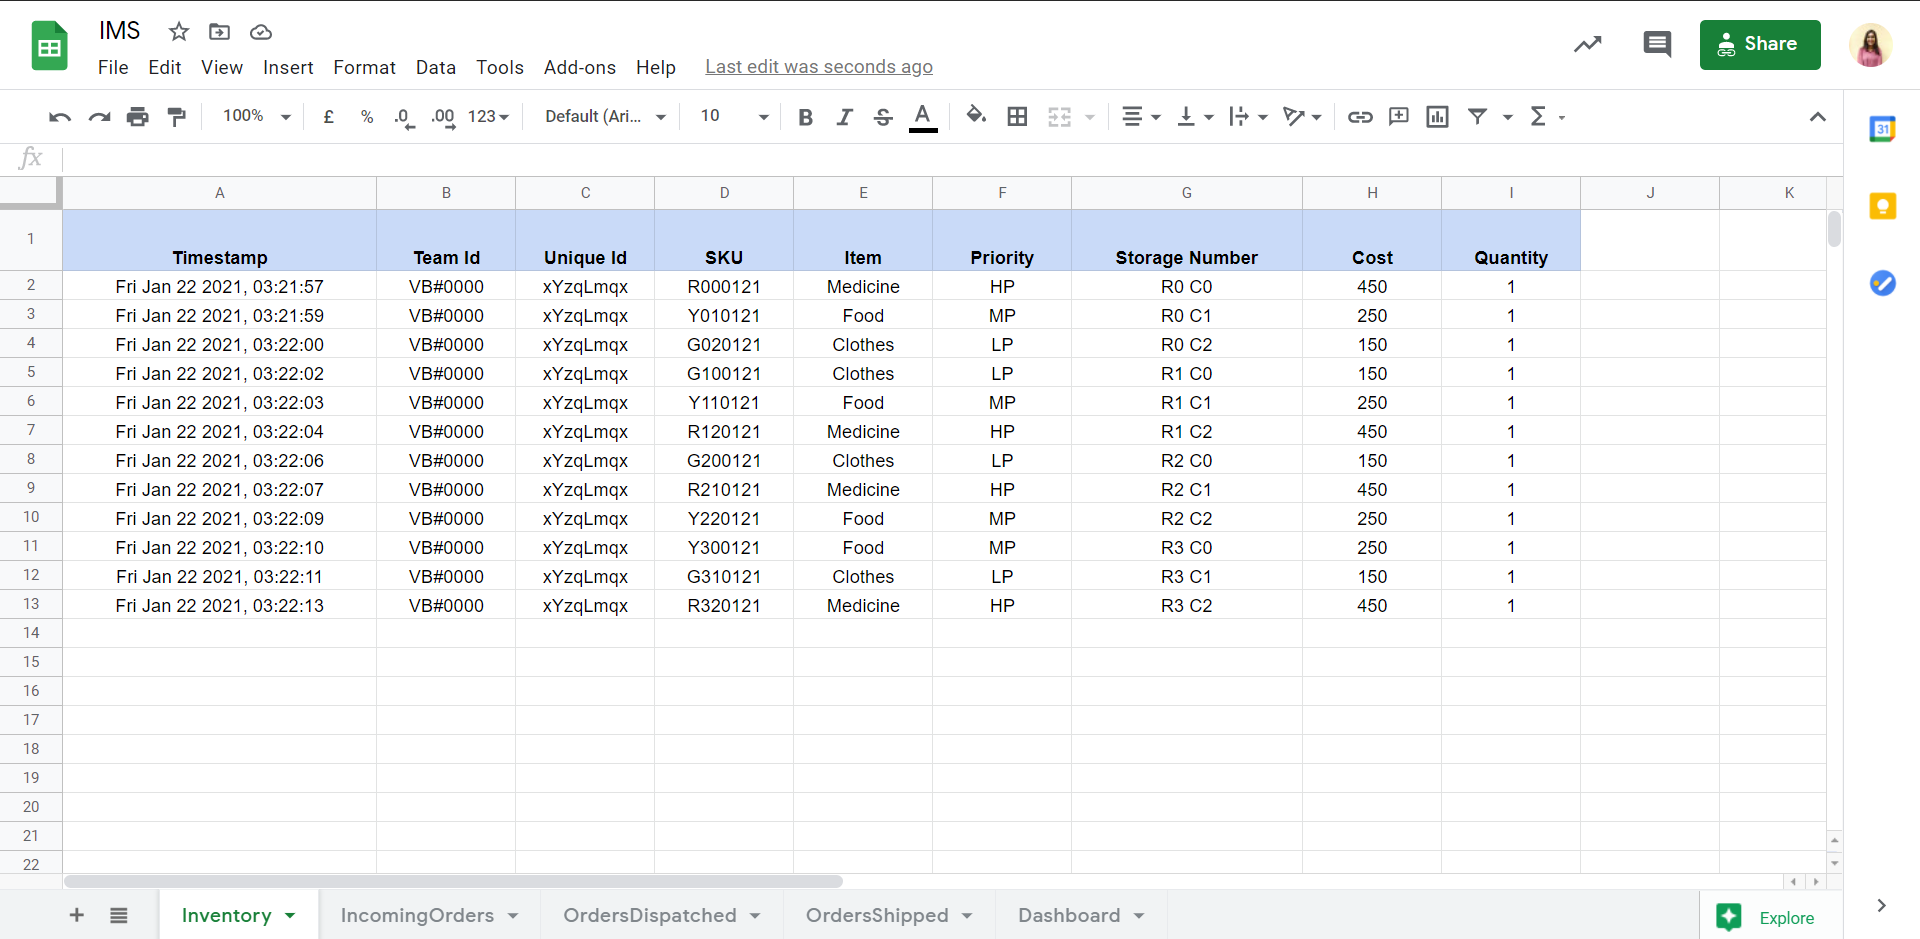 IMS
File Edit View Insert Format Data Tools Add-ons Help Last edit was seconds ago
Share
100% £ % .0 .00 123 Default (Ari... 10 B I S A Σ
31
fx
A B C D E F G H I J K
1 Timestamp Team Id Unique Id SKU Item Priority Storage Number Cost Quantity
2 Fri Jan 22 2021, 03:21:57 VB#0000 xYzqLmqx R000121 Medicine HP R0 C0 450 1
3 Fri Jan 22 2021, 03:21:59 VB#0000 xYzqLmqx Y010121 Food MP R0 C1 250 1
4 Fri Jan 22 2021, 03:22:00 VB#0000 xYzqLmqx G020121 Clothes LP R0 C2 150 1
5 Fri Jan 22 2021, 03:22:02 VB#0000 xYzqLmqx G100121 Clothes LP R1 C0 150 1
6 Fri Jan 22 2021, 03:22:03 VB#0000 xYzqLmqx Y110121 Food MP R1 C1 250 1
7 Fri Jan 22 2021, 03:22:04 VB#0000 xYzqLmqx R120121 Medicine HP R1 C2 450 1
8 Fri Jan 22 2021, 03:22:06 VB#0000 xYzqLmqx G200121 Clothes LP R2 C0 150 1
9 Fri Jan 22 2021, 03:22:07 VB#0000 xYzqLmqx R210121 Medicine HP R2 C1 450 1
10 Fri Jan 22 2021, 03:22:09 VB#0000 xYzqLmqx Y220121 Food MP R2 C2 250 1
11 Fri Jan 22 2021, 03:22:10 VB#0000 xYzqLmqx Y300121 Food MP R3 C0 250 1
12 Fri Jan 22 2021, 03:22:11 VB#0000 xYzqLmqx G310121 Clothes LP R3 C1 150 1
13 Fri Jan 22 2021, 03:22:13 VB#0000 xYzqLmqx R320121 Medicine HP R3 C2 450 1
14
15
16
17
18
19
20
21
22
Inventory IncomingOrders OrdersDispatched OrdersShipped Dashboard Explore